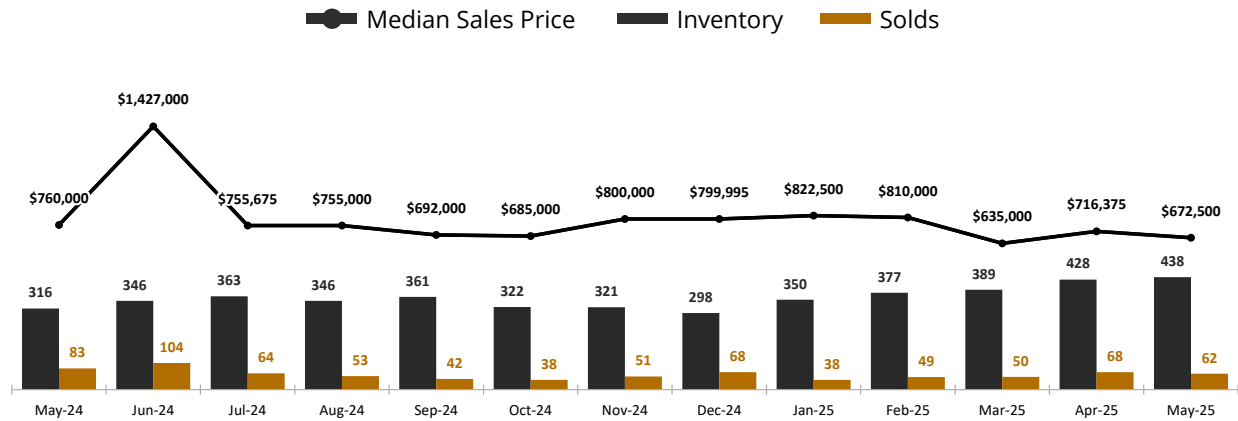 Median Sales Price Inventory Solds
$1,427,000
$760,000 $755,675 $755,000 $692,000 $685,000 $800,000 $799,995 $822,500 $810,000 $635,000 $716,375 $672,500
316 346 363 346 361 322 321 298 350 377 389 428 438
83 104 64 53 42 38 51 68 38 49 50 68 62
May-24 Jun-24 Jul-24 Aug-24 Sep-24 Oct-24 Nov-24 Dec-24 Jan-25 Feb-25 Mar-25 Apr-25 May-25